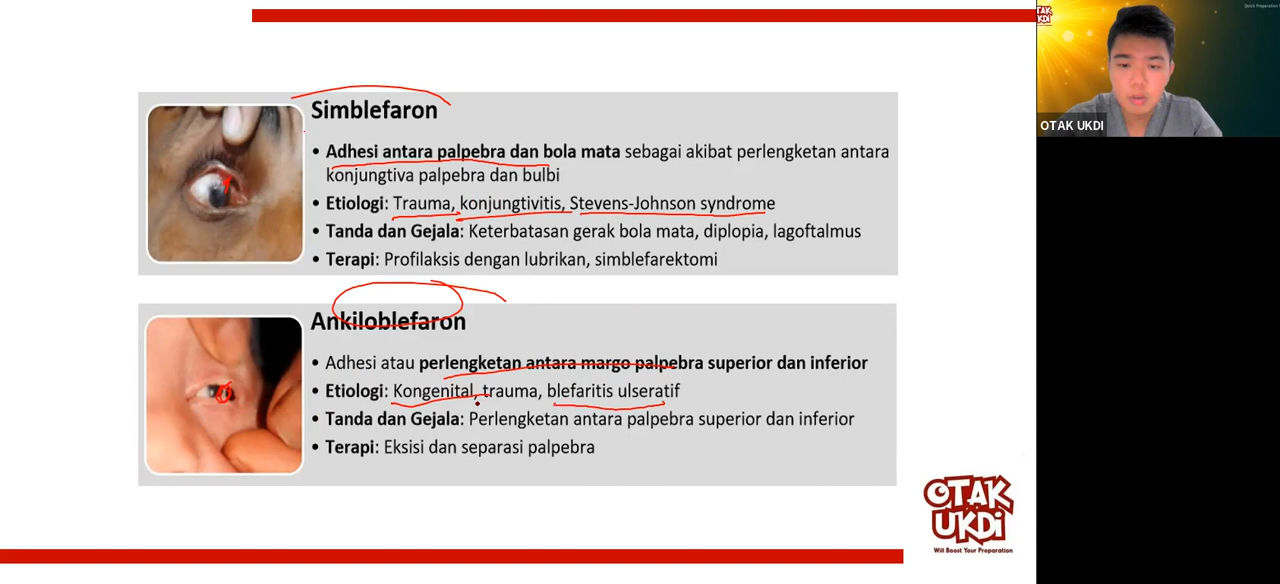 Simblefaron
• Adhesi antara palpebra dan bola mata sebagai akibat perlengketan antara
konjungtiva palpebra dan bulbi
• Etiologi: Trauma, konjungtivitis, Stevens-Johnson syndrome
• Tanda dan Gejala: Keterbatasan gerak bola mata, diplopia, lagoftalmus
• Terapi: Profilaksis dengan lubrikan, simblefarektomi
Ankiloblefaron
• Adhesi atau perlengketan antara margo palpebra superior dan inferior
• Etiologi: Kongenital, trauma, blefaritis ulseratif
• Tanda dan Gejala: Perlengketan antara palpebra superior dan inferior
• Terapi: Eksisi dan separasi palpebra
OTAK
UKDI
Will Boost Your Preparation
OTAK UKDI